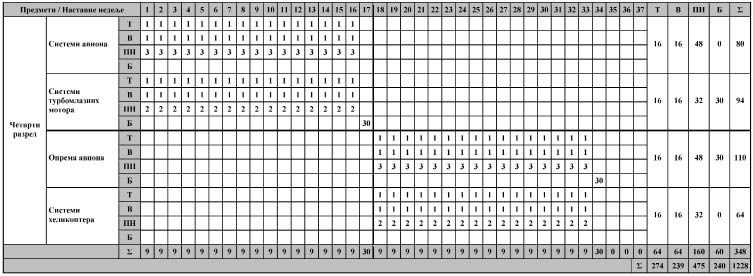 Предмети / Наставне недеље 1 2 3 4 5 6 7 8 9 10 11 12 13 14 15 16 17 18 19 20 21 22 23 24 25 26 27 28 29 30 31 32 33 34 35 36 37 Т В ПН Б Σ
Четврти разред
Системи авиона
Т 1 1 1 1 1 1 1 1 1 1 1 1 1 1 1 1
В 1 1 1 1 1 1 1 1 1 1 1 1 1 1 1 1
ПН 3 3 3 3 3 3 3 3 3 3 3 3 3 3 3 3
Б
16 16 48 0 80
Системи
турбомлазних
мотора
Т 1 1 1 1 1 1 1 1 1 1 1 1 1 1 1 1
В 1 1 1 1 1 1 1 1 1 1 1 1 1 1 1 1
ПН 2 2 2 2 2 2 2 2 2 2 2 2 2 2 2 2
Б 30
16 16 32 30 94
Опрема авиона
Т 1 1 1 1 1 1 1 1 1 1 1 1 1 1 1 1
В 1 1 1 1 1 1 1 1 1 1 1 1 1 1 1 1
ПН 3 3 3 3 3 3 3 3 3 3 3 3 3 3 3 3
Б 30
16 16 48 30 110
Системи
хеликоптера
Т 1 1 1 1 1 1 1 1 1 1 1 1 1 1 1 1
В 1 1 1 1 1 1 1 1 1 1 1 1 1 1 1 1
ПН 2 2 2 2 2 2 2 2 2 2 2 2 2 2 2 2
Б
16 16 32 0 64
Σ 9 9 9 9 9 9 9 9 9 9 9 9 9 9 9 9 30 9 9 9 9 9 9 9 9 9 9 9 9 9 9 9 9 30 0 0 0 64 64 160 60 348
Σ 274 239 475 240 1228